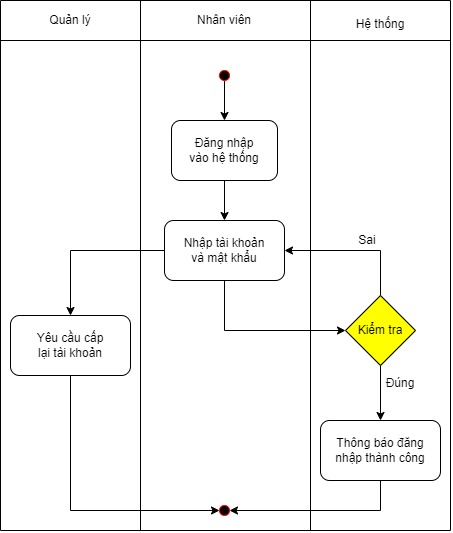 Quản lý
Nhân viên
Hệ thống
Đăng nhập
vào hệ thống
Nhập tài khoản
và mật khẩu
Sai
Kiểm tra
Yêu cầu cấp
lại tài khoản
Đúng
Thông báo đăng
nhập thành công